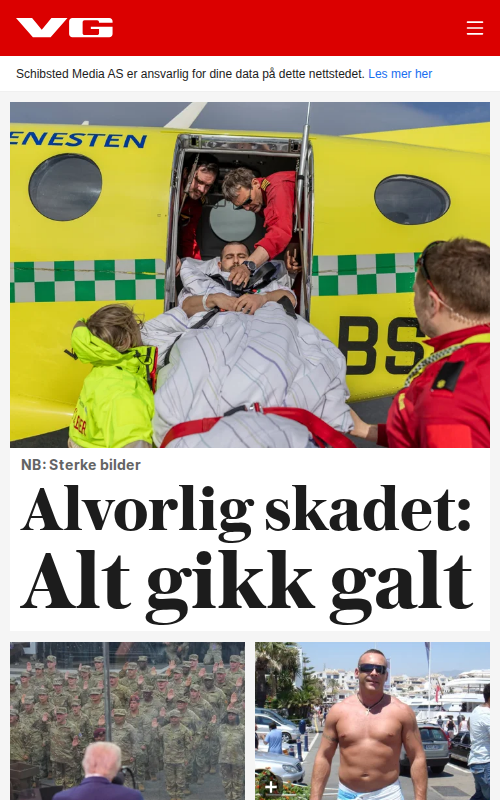 VG
Schibsted Media AS er ansvarlig for dine data på dette nettstedet. Les mer
ENESTEN
BS
NB: Sterke bilder
Alvorlig skadet:
Alt gikk galt